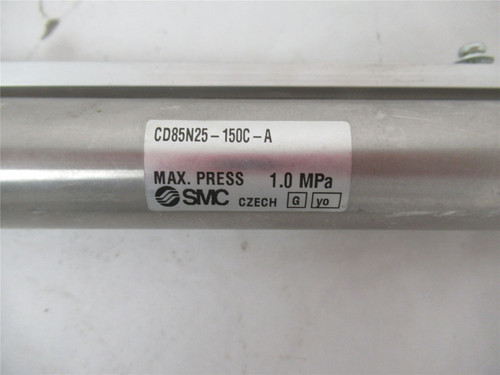 CD85N25-150C-A
MAX. PRESS 1.0 MPa
SMC CZECH G yo